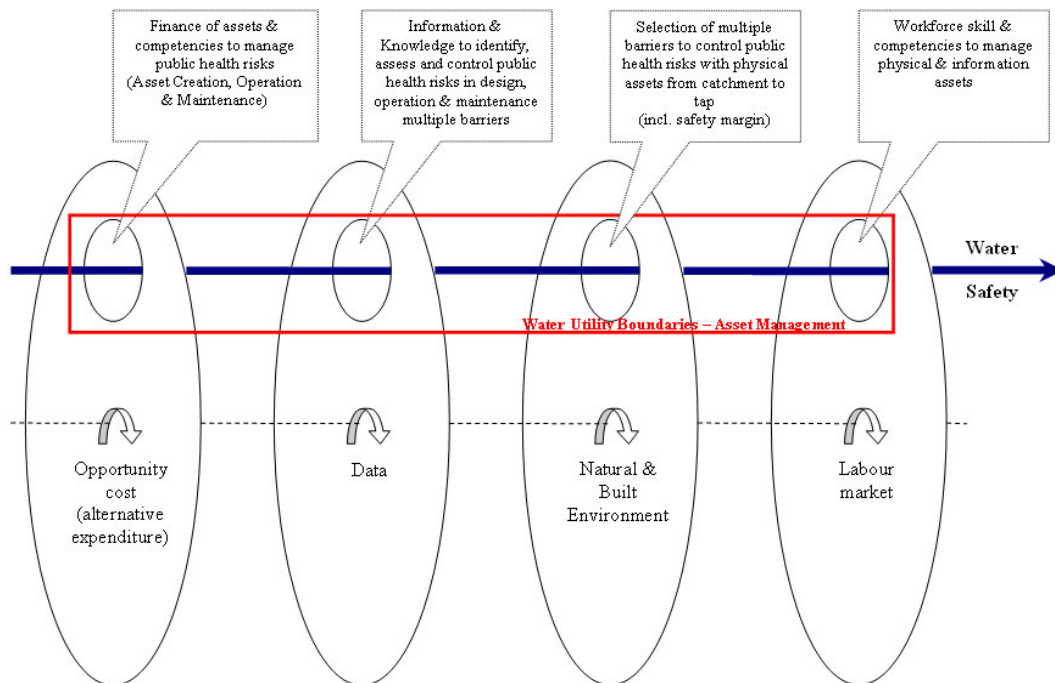 Finance of assets &
competencies to manage
public health risks
(Asset Creation, Operation
& Maintenance)
Information &
Knowledge to identify,
assess and control public
health risks in design,
operation & maintenance
multiple barriers
Selection of multiple
barriers to control public
health risks with physical
assets from catchment to
tap
(incl. safety margin)
Workforce skill &
competencies to manage
physical & information
assets
Water
Safety
Water Utility Boundaries – Asset Management
Opportunity
cost
(alternative
expenditure)
Data
Natural &
Built
Environment
Labour
market